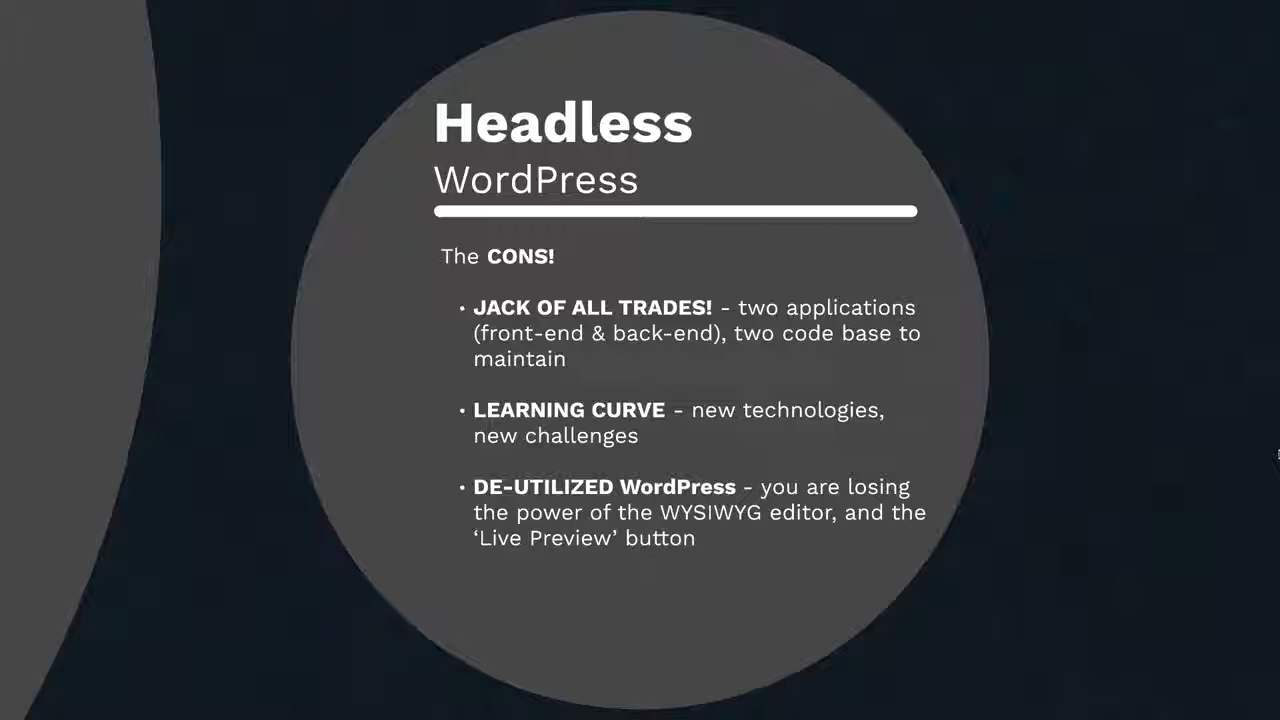 Headless
WordPress
The CONS!
• JACK OF ALL TRADES! - two applications
(front-end & back-end), two code base to
maintain
• LEARNING CURVE - new technologies,
new challenges
• DE-UTILIZED WordPress - you are losing
the power of the WYSIWYG editor, and the
‘Live Preview’ button